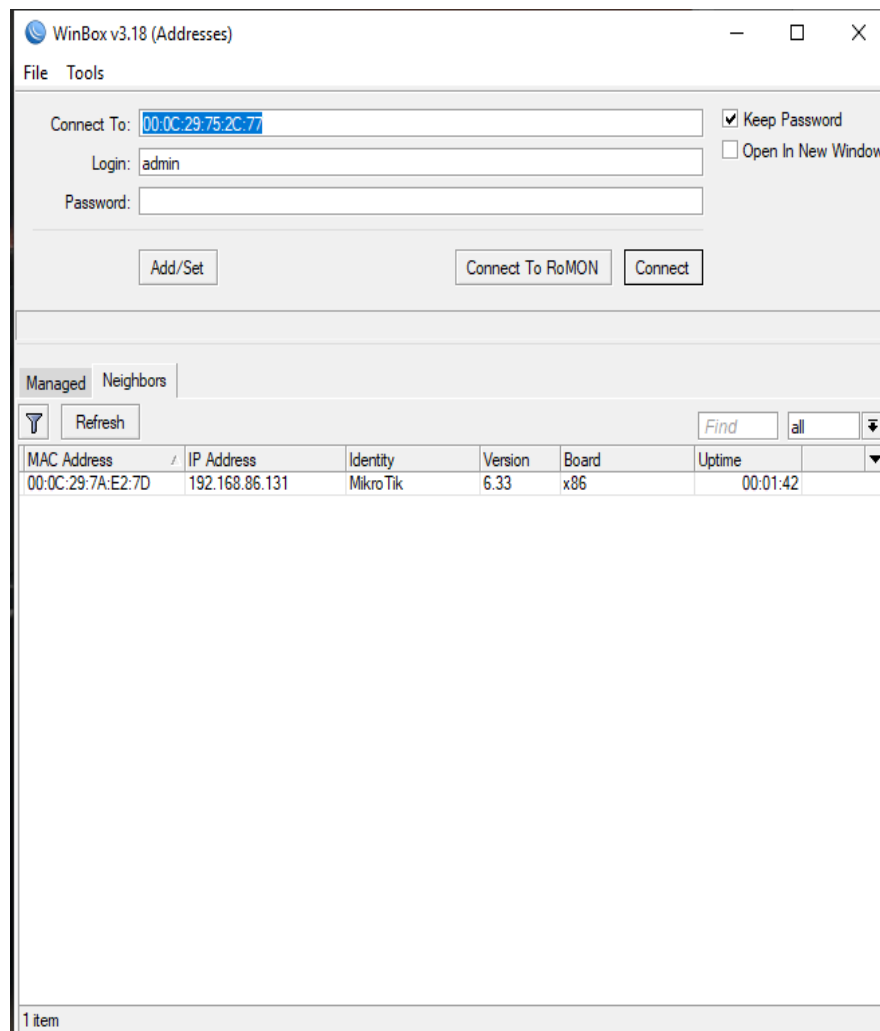 WinBox v3.18 (Addresses)
File Tools
Connect To: 00:0C:29:75:2C:77
Keep Password
Login: admin
Open In New Window
Password:
Add/Set Connect To RoMON Connect
Managed Neighbors
Refresh Find all
MAC Address IP Address Identity Version Board Uptime
00:0C:29:7A:E2:7D 192.168.86.131 MikroTik 6.33 x86 00:01:42
1 item